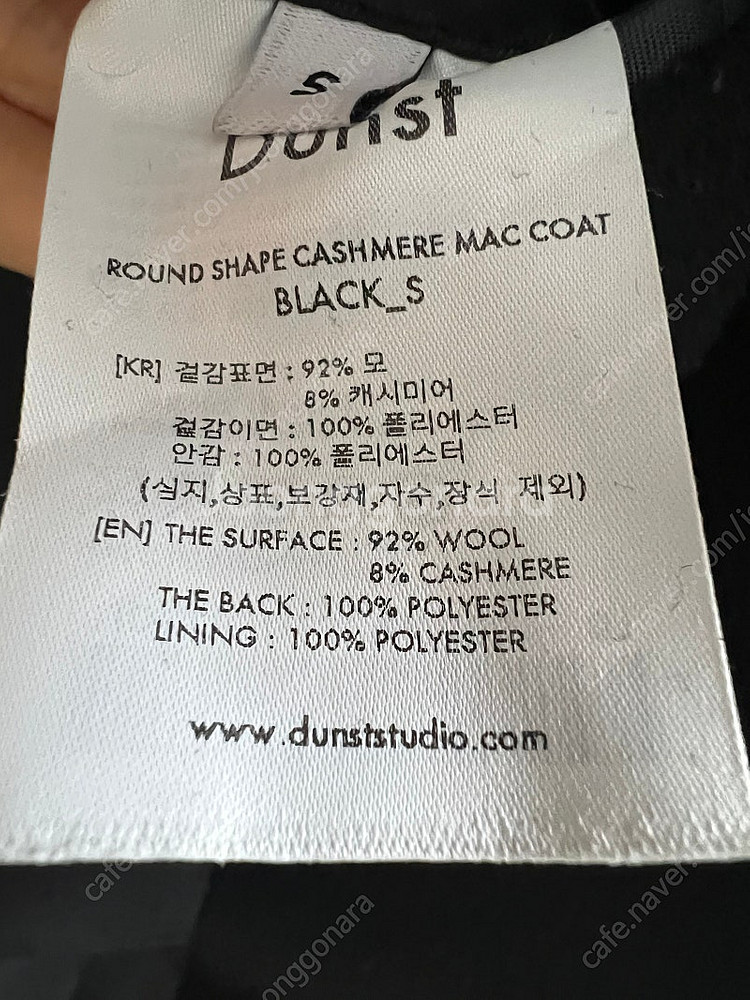 S
Dunst
ROUND SHAPE CASHMERE MAC COAT
BLACK_S
[KR] 겉감표면 : 92% 모
8% 캐시미어
겉감이면 : 100% 폴리에스터
안감 : 100% 폴리에스터
(심지,상표,보강재,자수,장식 제외)
[EN] THE SURFACE : 92% WOOL
8% CASHMERE
THE BACK : 100% POLYESTER
LINING : 100% POLYESTER
www.dunststudio.com